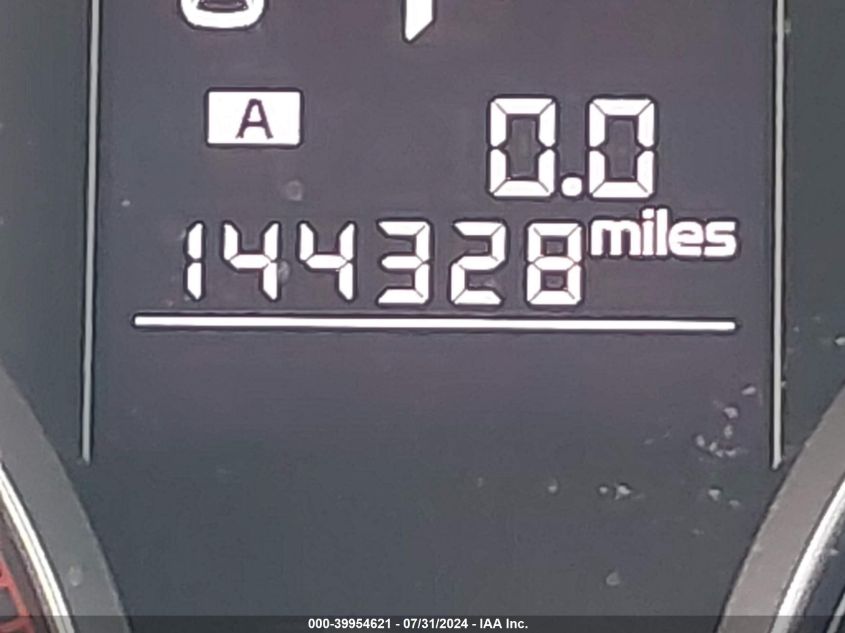 A
0.0
144328 miles
000-39954621 - 07/31/2024 - IAA Inc.